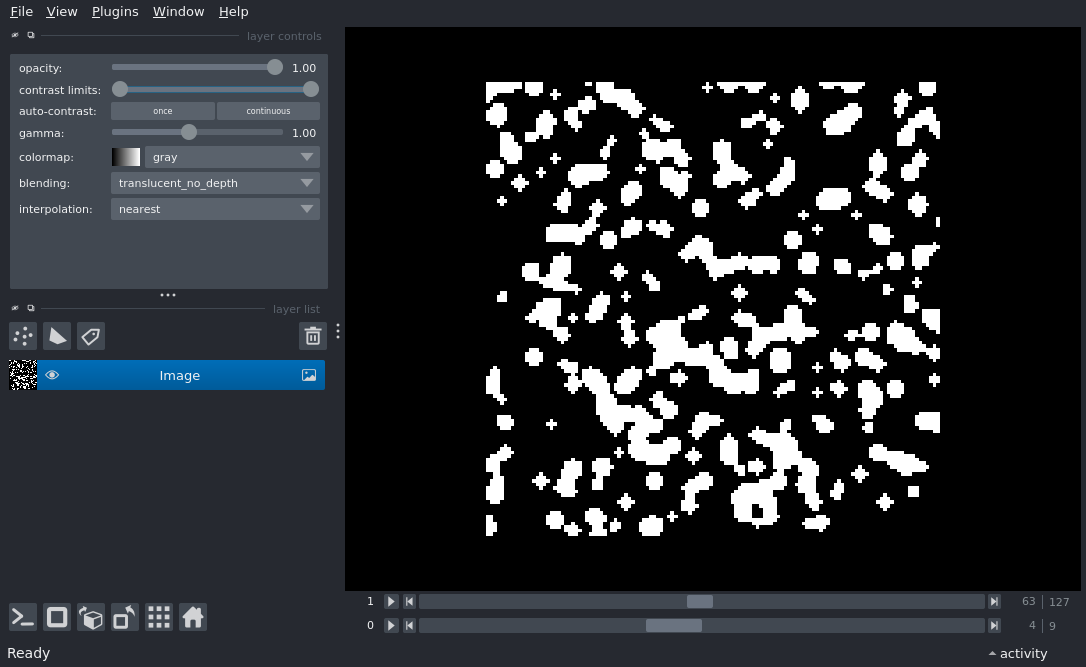 File View Plugins Window Help
layer controls
opacity: 1.00
contrast limits:
auto-contrast: once continuous
gamma: 1.00
colormap: gray
blending: translucent_no_depth
interpolation: nearest
layer list
Image
1 63 127
0 4 9
Ready activity